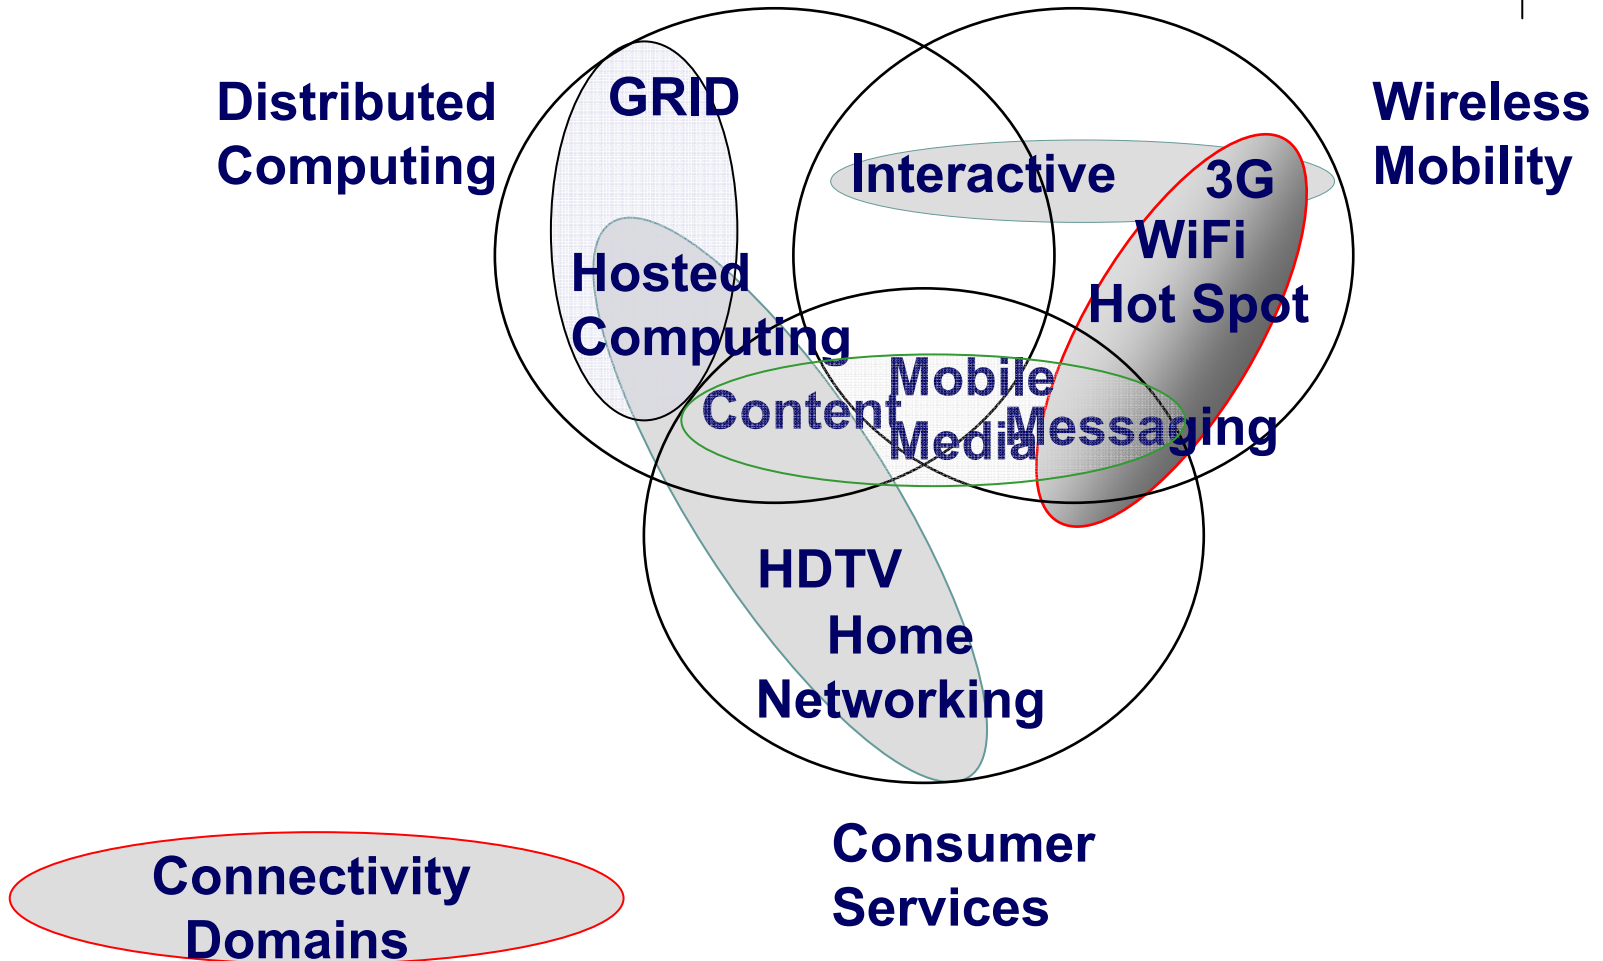 Distributed
Computing
GRID
Wireless
Mobility
Interactive
3G
WiFi
Hot Spot
Hosted
Computing
Content
Mobile
Media
Messaging
HDTV
Home
Networking
Consumer
Services
Connectivity
Domains